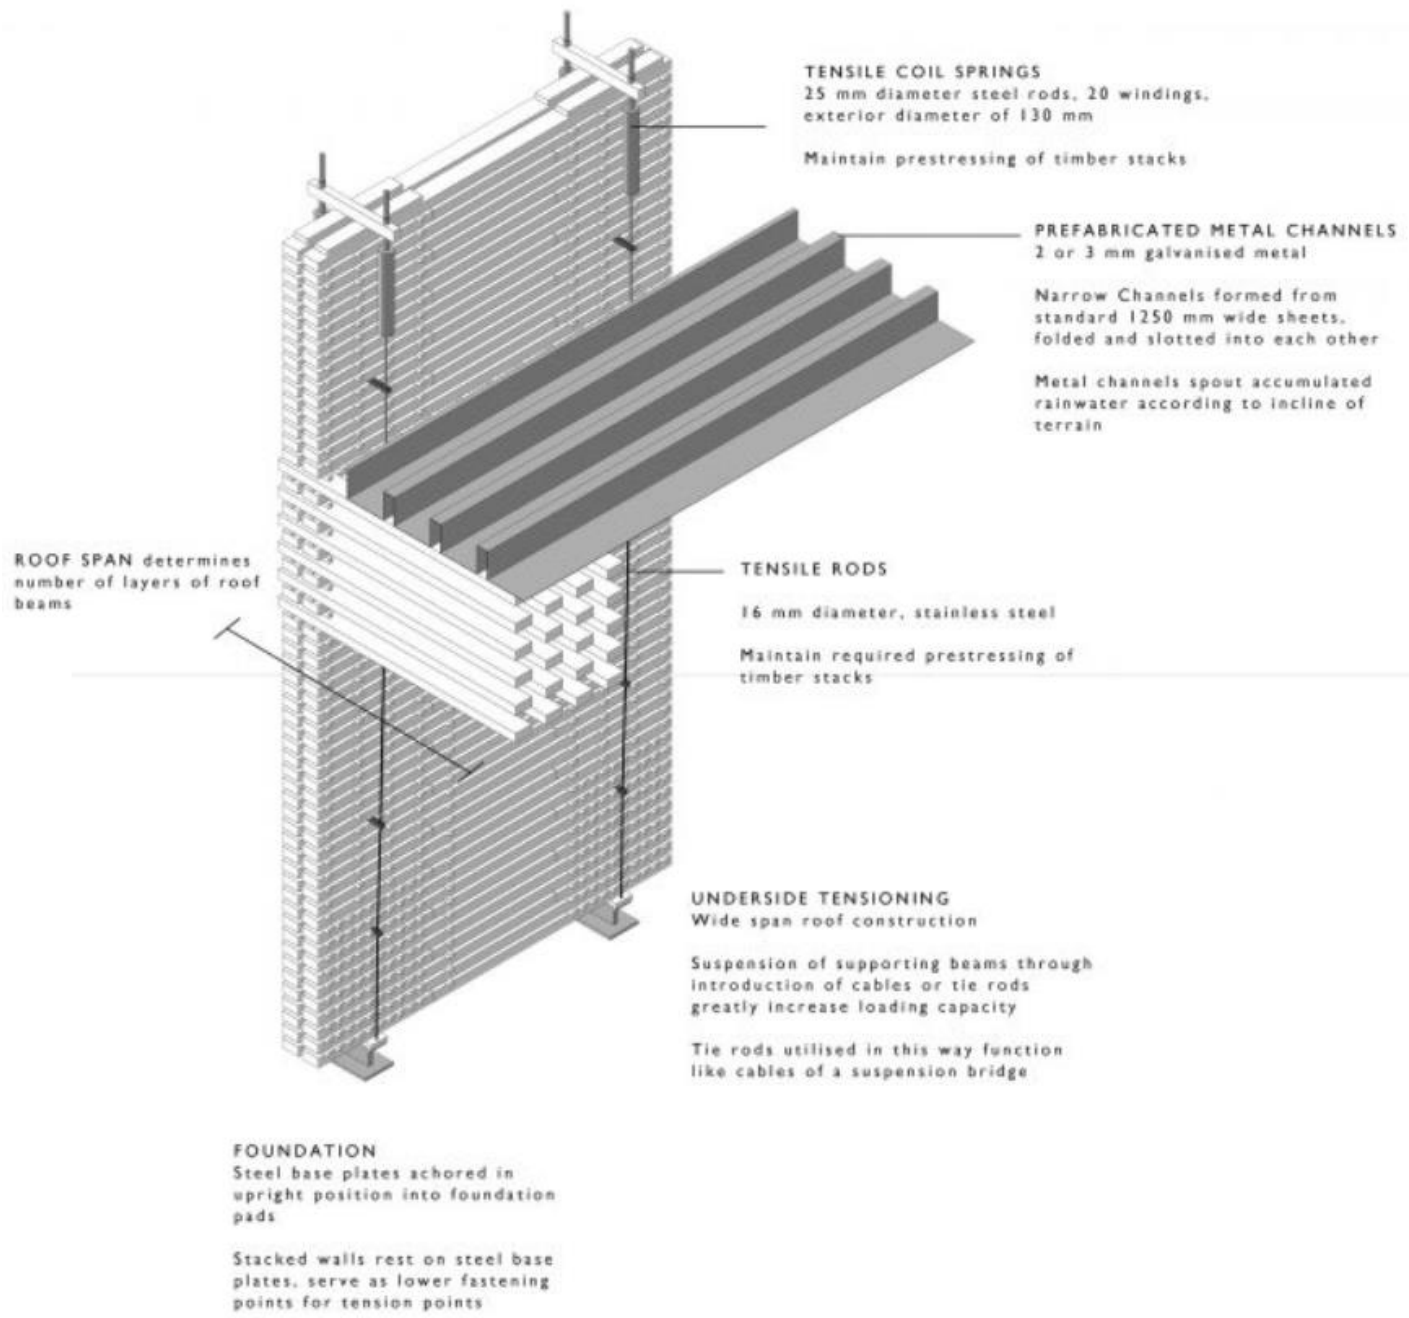 TENSILE COIL SPRINGS
25 mm diameter steel rods, 20 windings,
exterior diameter of 130 mm
Maintain prestressing of timber stacks
PREFABRICATED METAL CHANNELS
2 or 3 mm galvanised metal
Narrow Channels formed from
standard 1250 mm wide sheets,
folded and slotted into each other
Metal channels spout accumulated
rainwater according to incline of
terrain
ROOF SPAN determines
number of layers of roof
beams
TENSILE RODS
16 mm diameter, stainless steel
Maintain required prestressing of
timber stacks
UNDERSIDE TENSIONING
Wide span roof construction
Suspension of supporting beams through
introduction of cables or tie rods
greatly increase loading capacity
Tie rods utilised in this way function
like cables of a suspension bridge
FOUNDATION
Steel base plates achored in
upright position into foundation
pads
Stacked walls rest on steel base
plates, serve as lower fastening
points for tension points